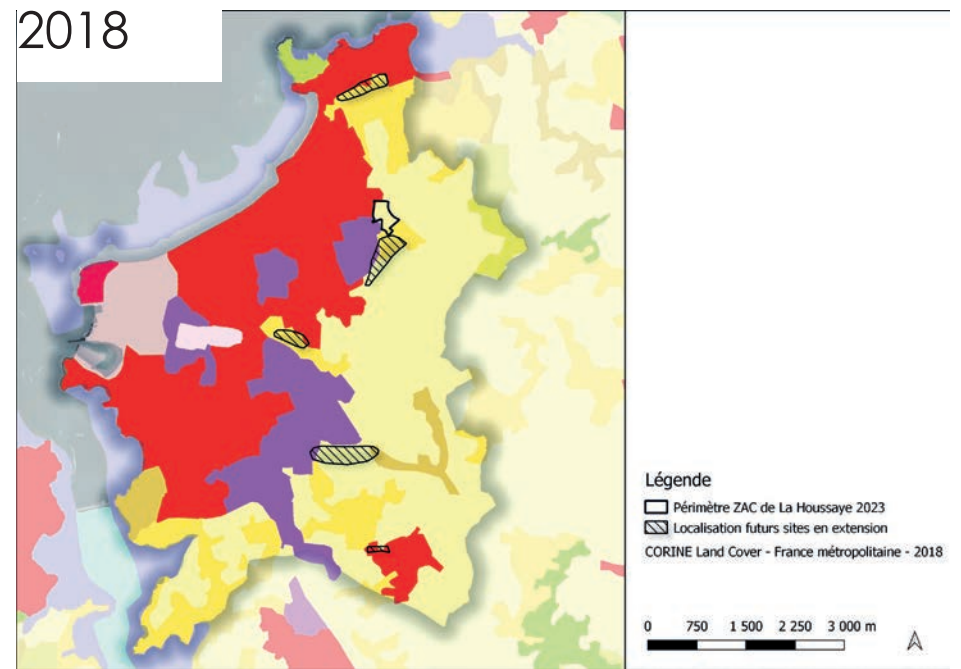 2018
Légende
Périmètre ZAC de La Houssaye 2023
Localisation futurs sites en extension
CORINE Land Cover - France métropolitaine - 2018
0 750 1 500 2 250 3 000 m